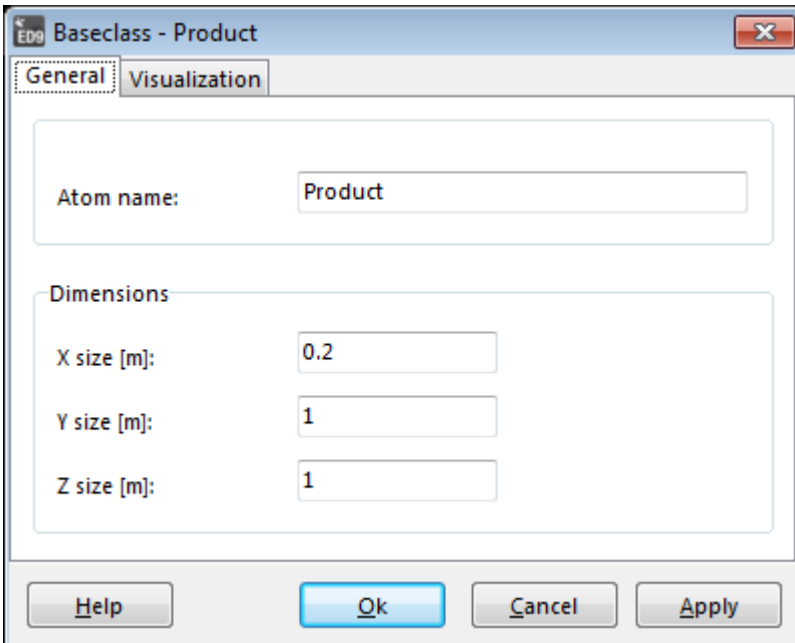 ED9 Baseclass - Product
General Visualization
Atom name: Product
Dimensions
X size [m]: 0.2
Y size [m]: 1
Z size [m]: 1
Help Ok Cancel Apply